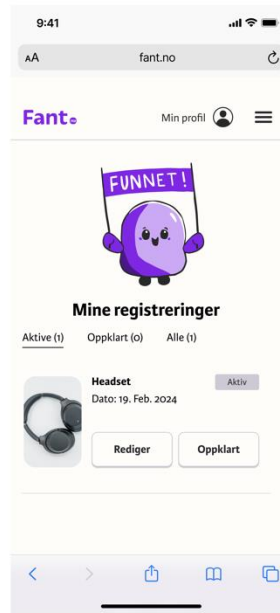 9:41
AA fant.no
Fant
Min profil
FUNNET!
Mine registreringer
Aktive (1) Oppklart (0) Alle (1)
Headset Aktiv
Dato: 19. Feb. 2024
Rediger Oppklart